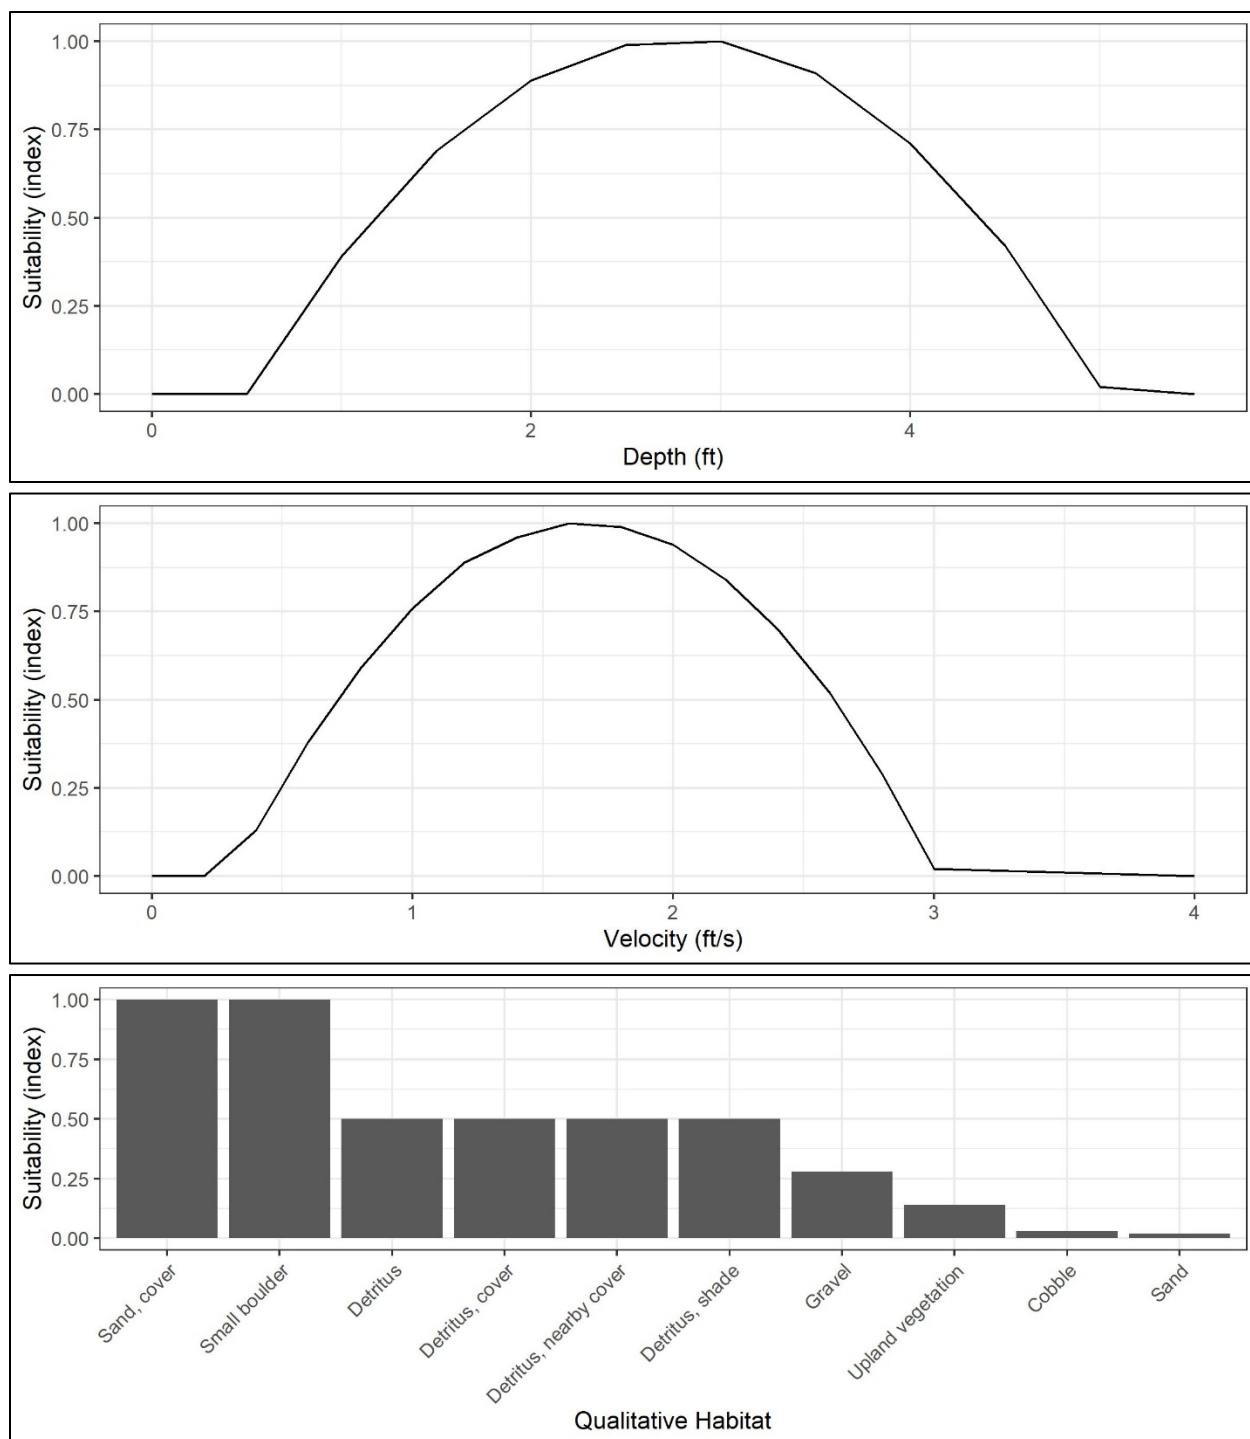 Suitability (index)
1.00
0.75
0.50
0.25
0.00
0
2
4
Depth (ft)
Suitability (index)
1.00
0.75
0.50
0.25
0.00
0
1
2
3
4
Velocity (ft/s)
Suitability (index)
1.00
0.75
0.50
0.25
0.00
Sand, cover
Small boulder
Detritus
Detritus, cover
Detritus, nearby cover
Detritus, shade
Gravel
Upland vegetation
Cobble
Sand
Qualitative Habitat